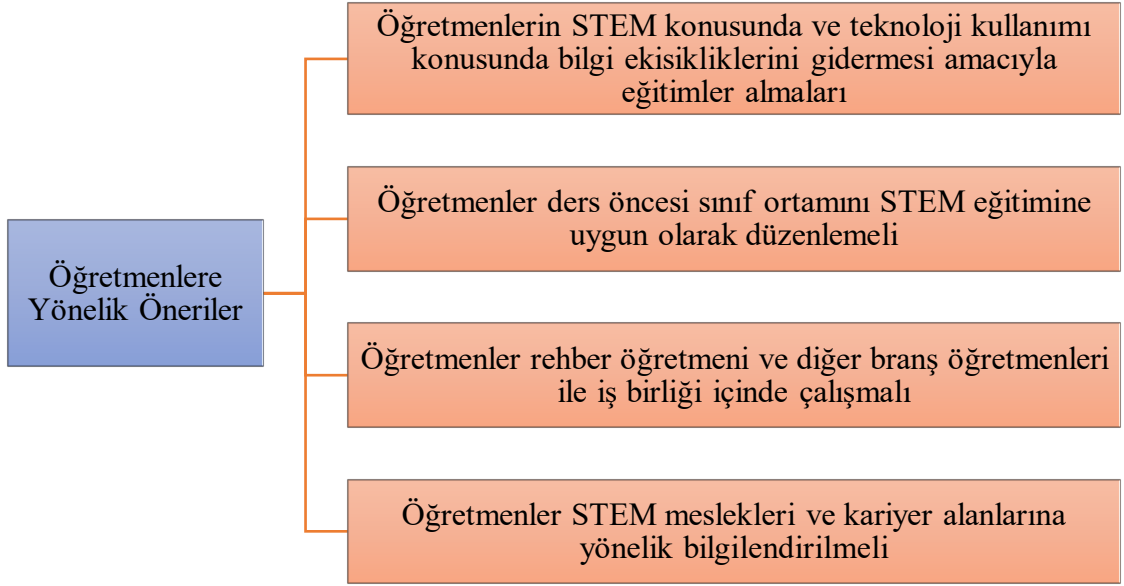 Öğretmenlerin STEM konusunda ve teknoloji kullanımı
konusunda bilgi ekisikliklerini gidermesi amacıyla
eğitimler almaları
Öğretmenler ders öncesi sınıf ortamını STEM eğitimine
uygun olarak düzenlemeli
Öğretmenlere
Yönelik Öneriler
Öğretmenler rehber öğretmeni ve diğer branş öğretmenleri
ile iş birliği içinde çalışmalı
Öğretmenler STEM meslekleri ve kariyer alanlarına
yönelik bilgilendirilmeli